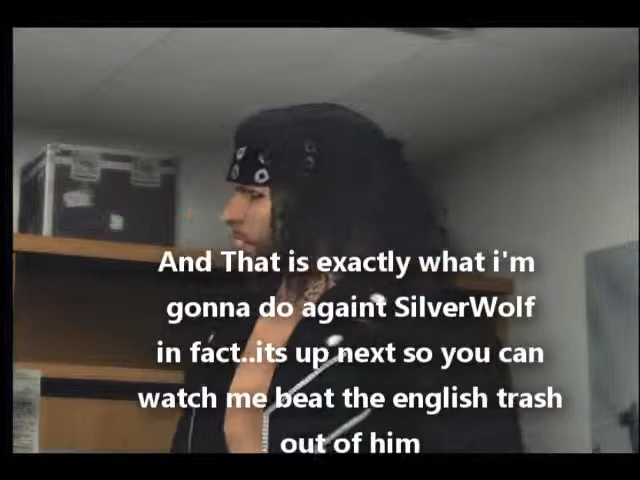 And That is exactly what i'm
gonna do againt SilverWolf
in fact..its up next so you can
watch me beat the english trash
out of him